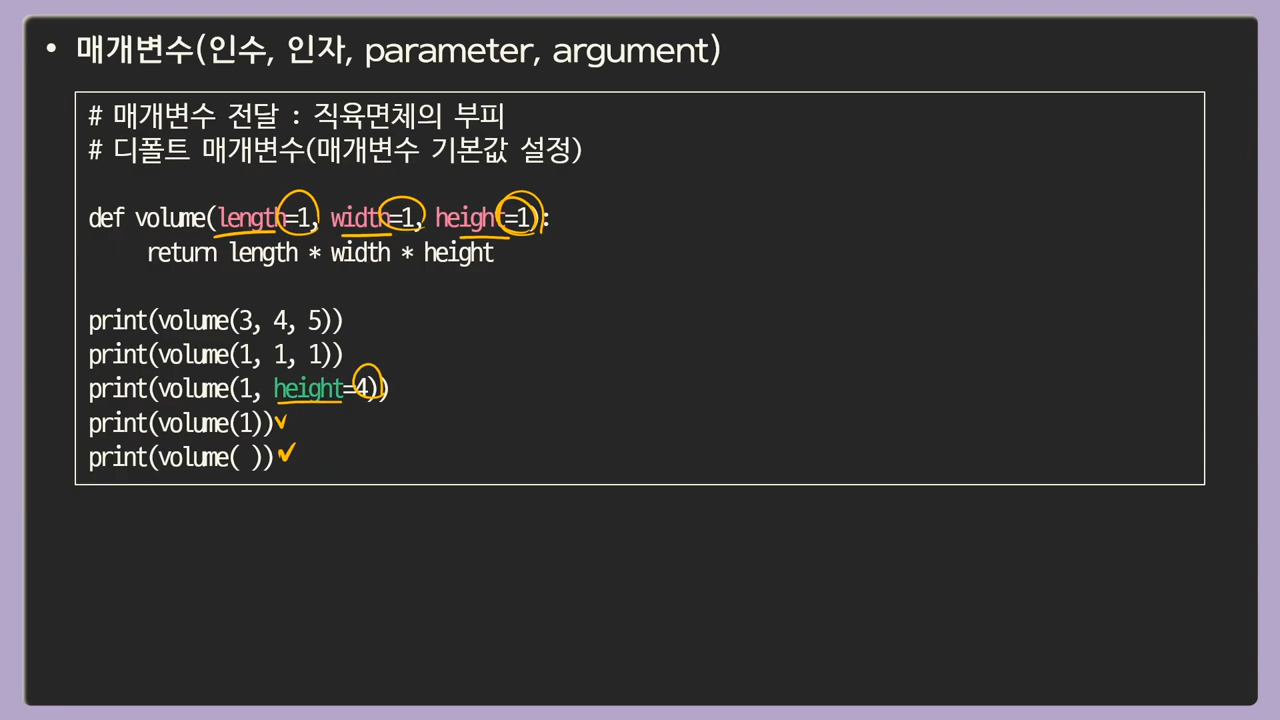 • 매개변수(인수, 인자, parameter, argument)
# 매개변수 전달 : 직육면체의 부피
# 디폴트 매개변수(매개변수 기본값 설정)
def volume(length=1, width=1, height=1):
return length * width * height
print(volume(3, 4, 5))
print(volume(1, 1, 1))
print(volume(1, height=4))
print(volume(1))
print(volume( ))